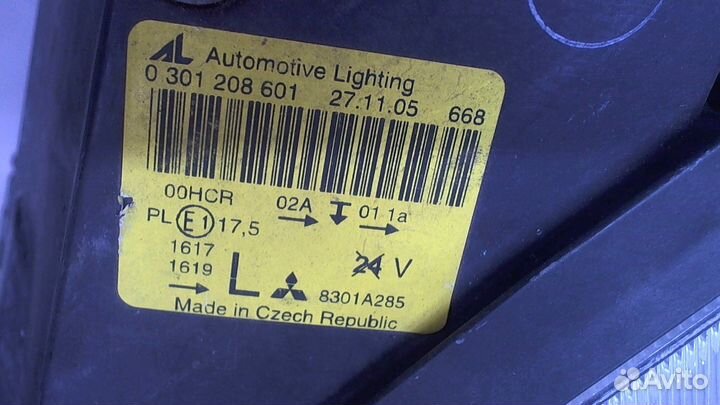 AL Automotive Lighting
0 301 208 601 27.11.05 668
00HCR 02A 01 1a
PL E1 17,5
1617
1619
L 24 V
8301A285
Made in Czech Republic
Avito